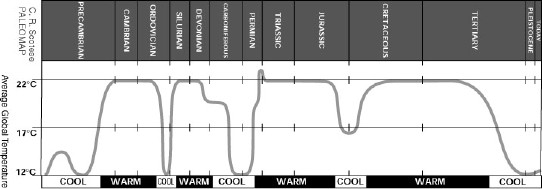 C. R. Scotese
PALEOMAP
PRECAMBRIAN
CAMBRIAN
ORDOVICIAN
SILURIAN
DEVONIAN
CARBONIFEROUS
PERMIAN
TRIASSIC
JURASSIC
CRETACEOUS
TERTIARY
PLEISTOCENE
TODAY
Average Global Temperature
22°C
17°C
12°C
COOL WARM COOL WARM COOL WARM COOL WARM COOL